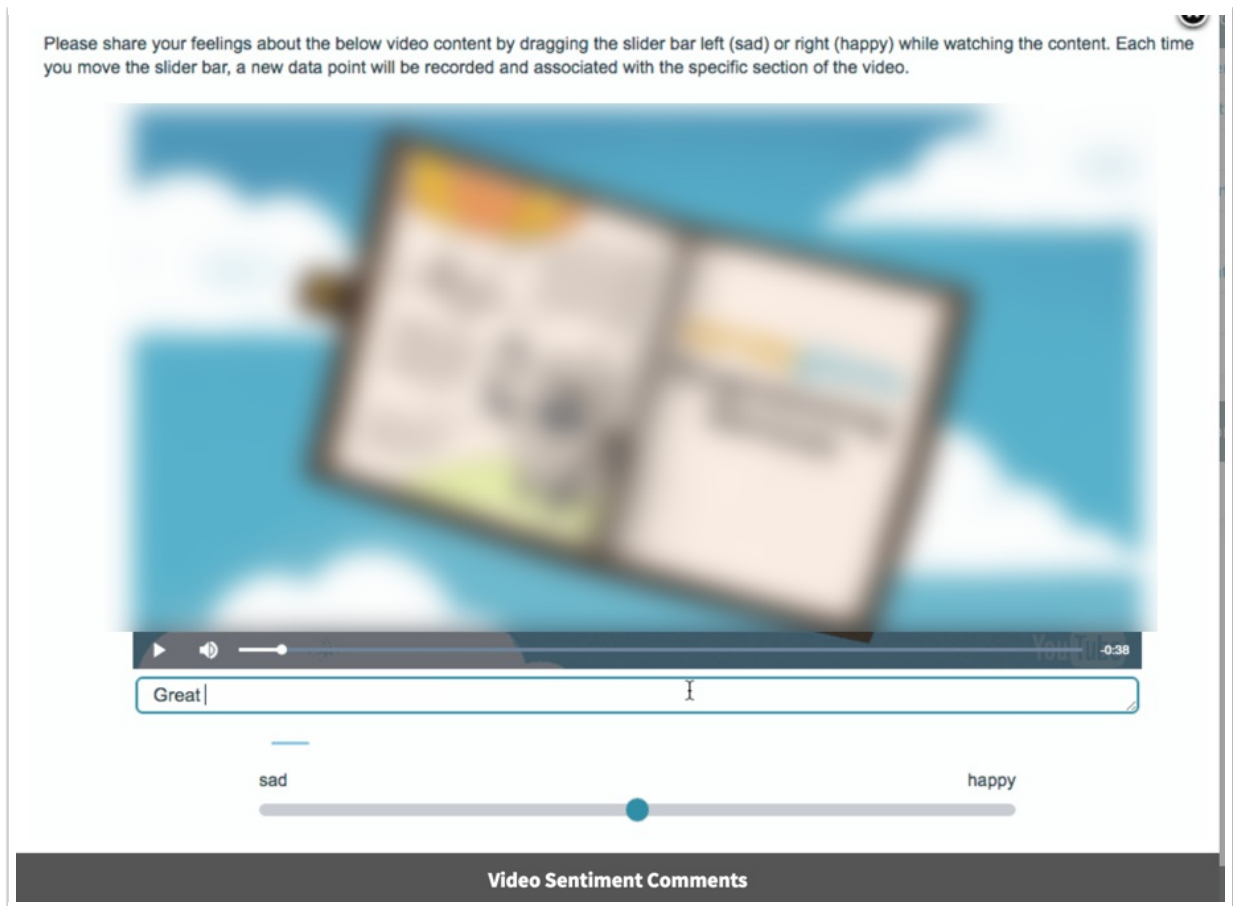 Please share your feelings about the below video content by dragging the slider bar left (sad) or right (happy) while watching the content. Each time
you move the slider bar, a new data point will be recorded and associated with the specific section of the video.
YouTube
-0:38
Great
sad
happy
Video Sentiment Comments